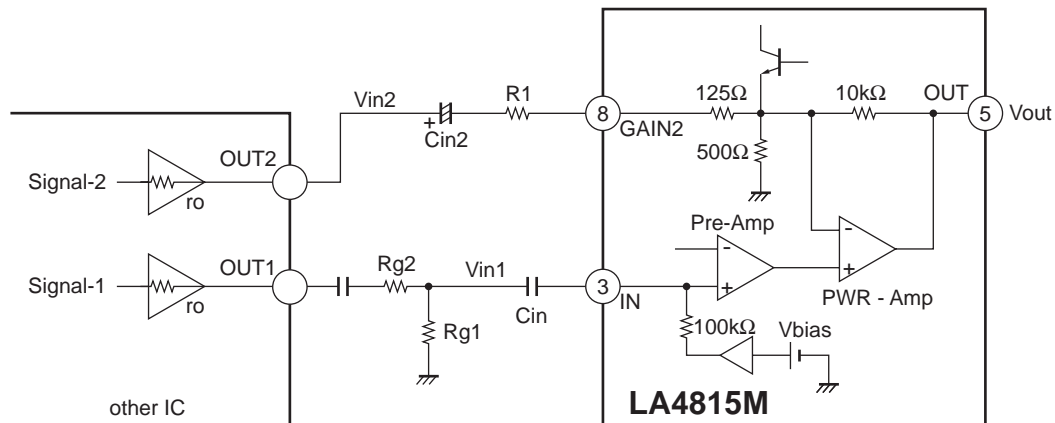 Vin2
+
Cin2
R1
8
GAIN2
125Ω
10kΩ
OUT
5
Vout
500Ω
OUT2
Signal-2
ro
Pre-Amp
-
+
-
+
PWR - Amp
OUT1
Signal-1
ro
Rg2
Vin1
Cin
3
IN
Rg1
100kΩ
Vbias
other IC
LA4815M